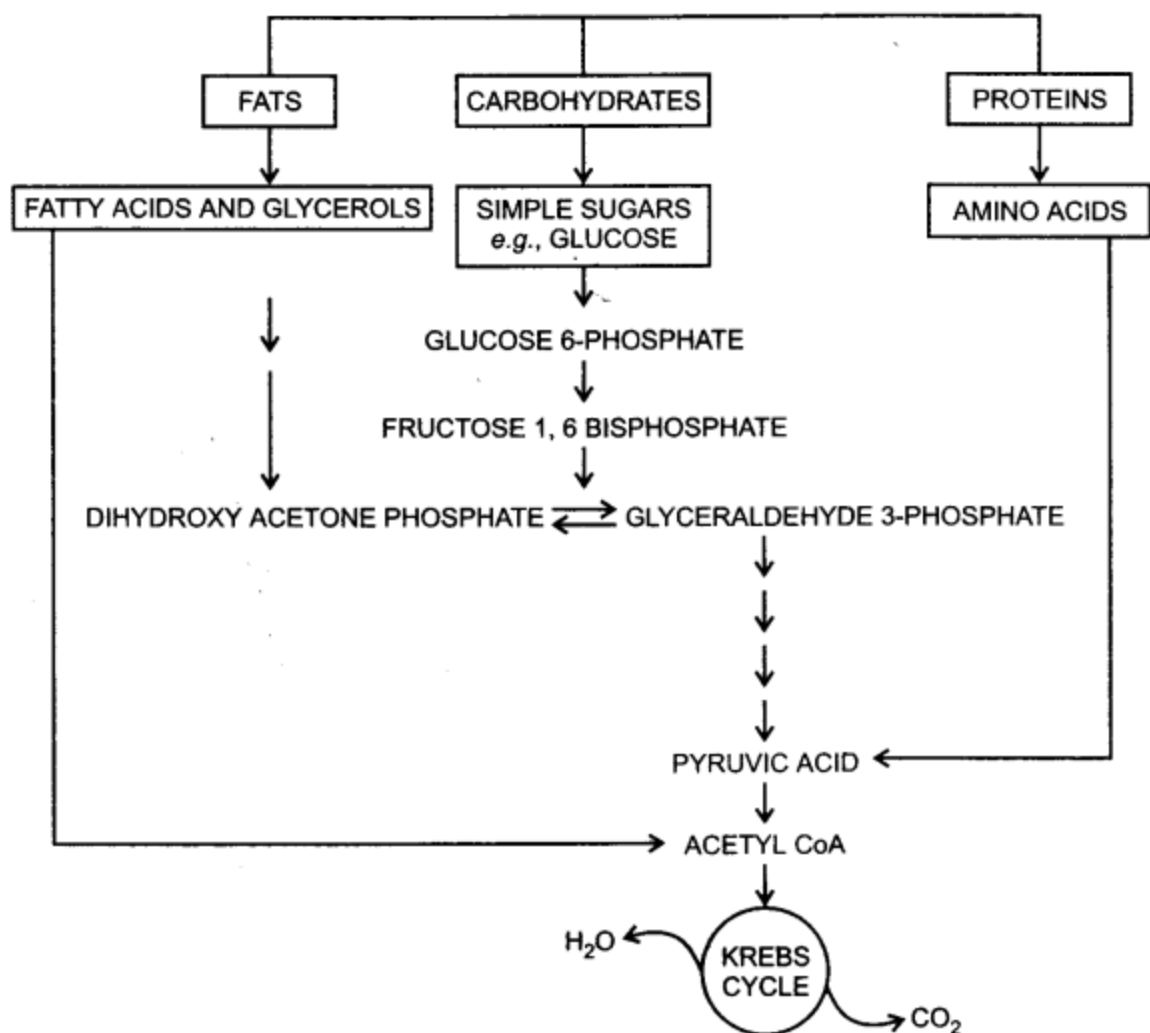 FATS
CARBOHYDRATES
PROTEINS
FATTY ACIDS AND GLYCEROLS
SIMPLE SUGARS
e.g., GLUCOSE
AMINO ACIDS
GLUCOSE 6-PHOSPHATE
FRUCTOSE 1, 6 BISPHOSPHATE
DIHYDROXY ACETONE PHOSPHATE
GLYCERALDEHYDE 3-PHOSPHATE
PYRUVIC ACID
ACETYL CoA
H₂O
KREBS
CYCLE
CO₂